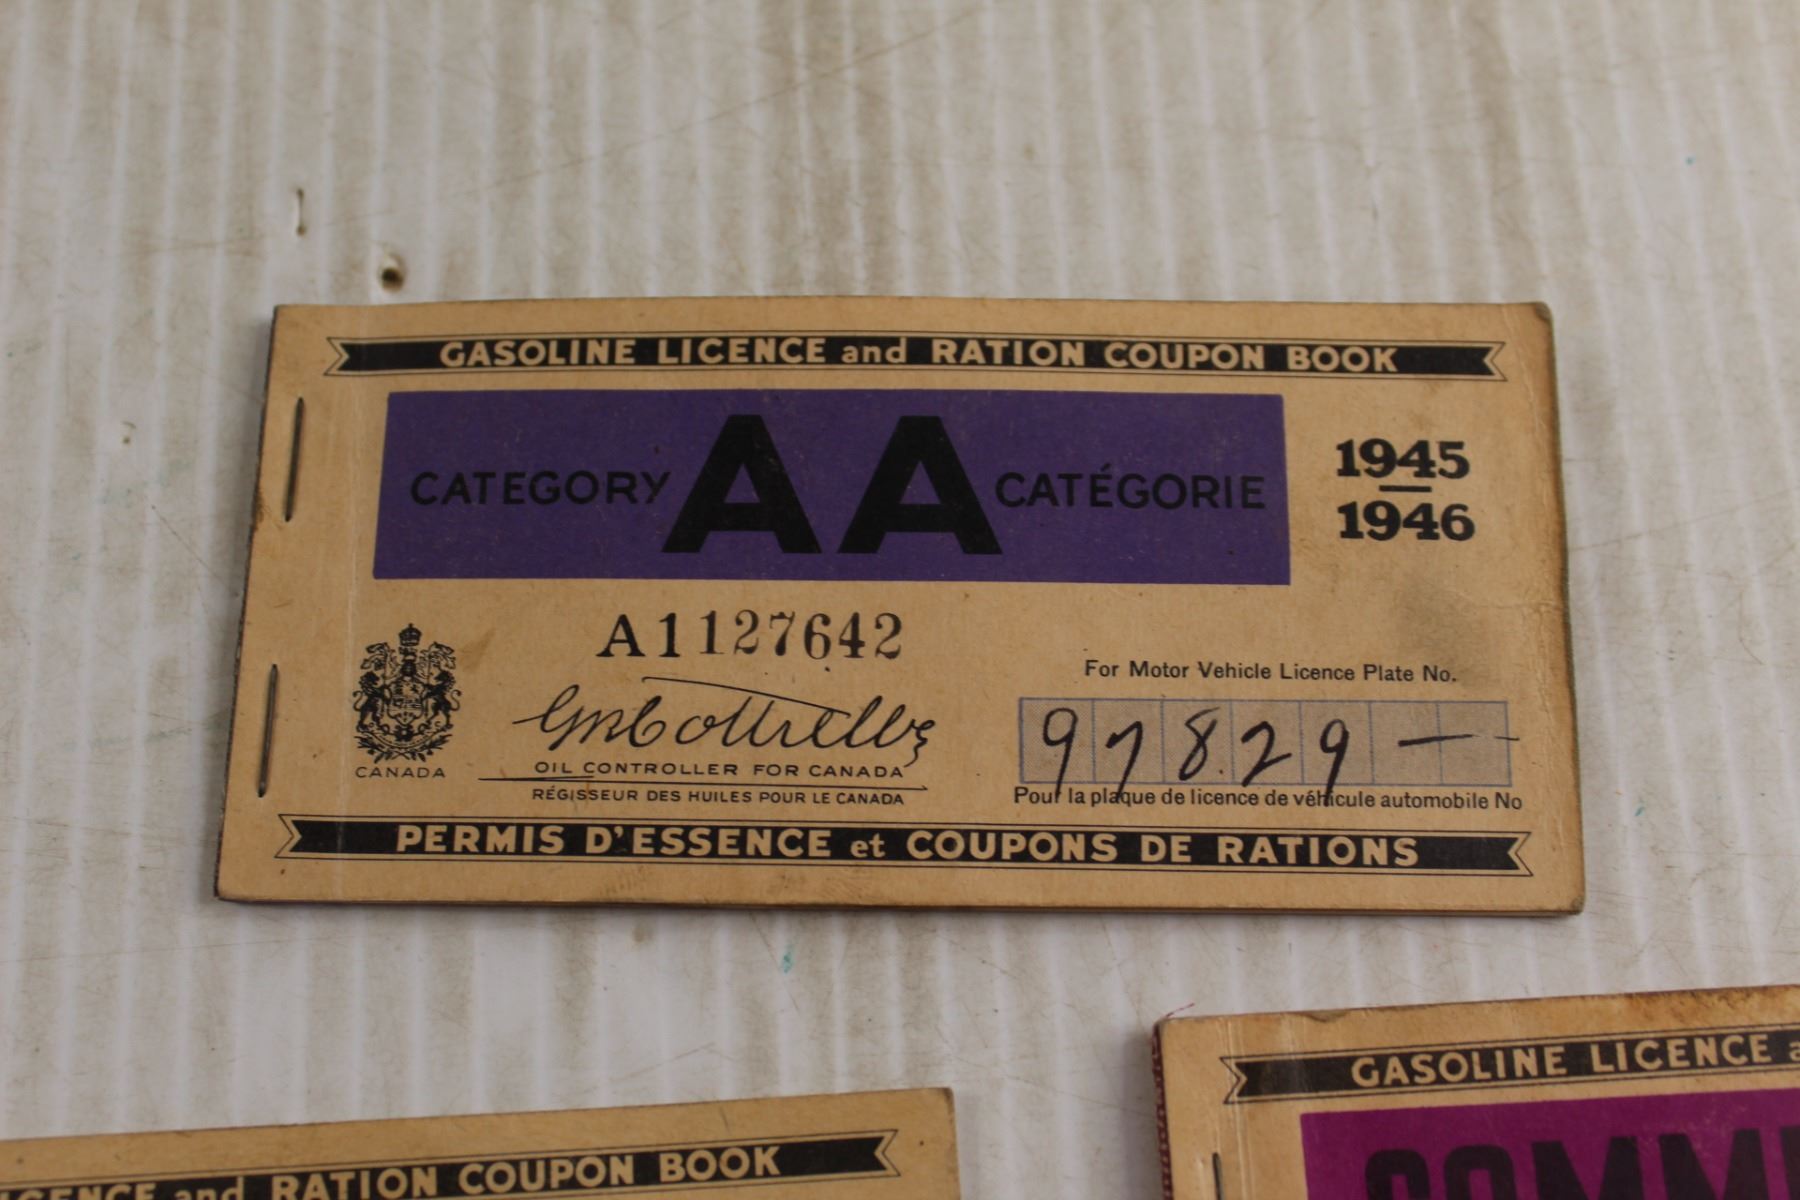 GASOLINE LICENCE and RATION COUPON BOOK
CATEGORY AA CATÉGORIE
1945
1946
A1127642
CANADA
OIL CONTROLLER FOR CANADA
RÉGISSEUR DES HUILES POUR LE CANADA
For Motor Vehicle Licence Plate No.
97829 —
Pour la plaque de licence de véhicule automobile No
PERMIS D'ESSENCE et COUPONS DE RATIONS
and RATION COUPON BOOK
GASOLINE LICENCE